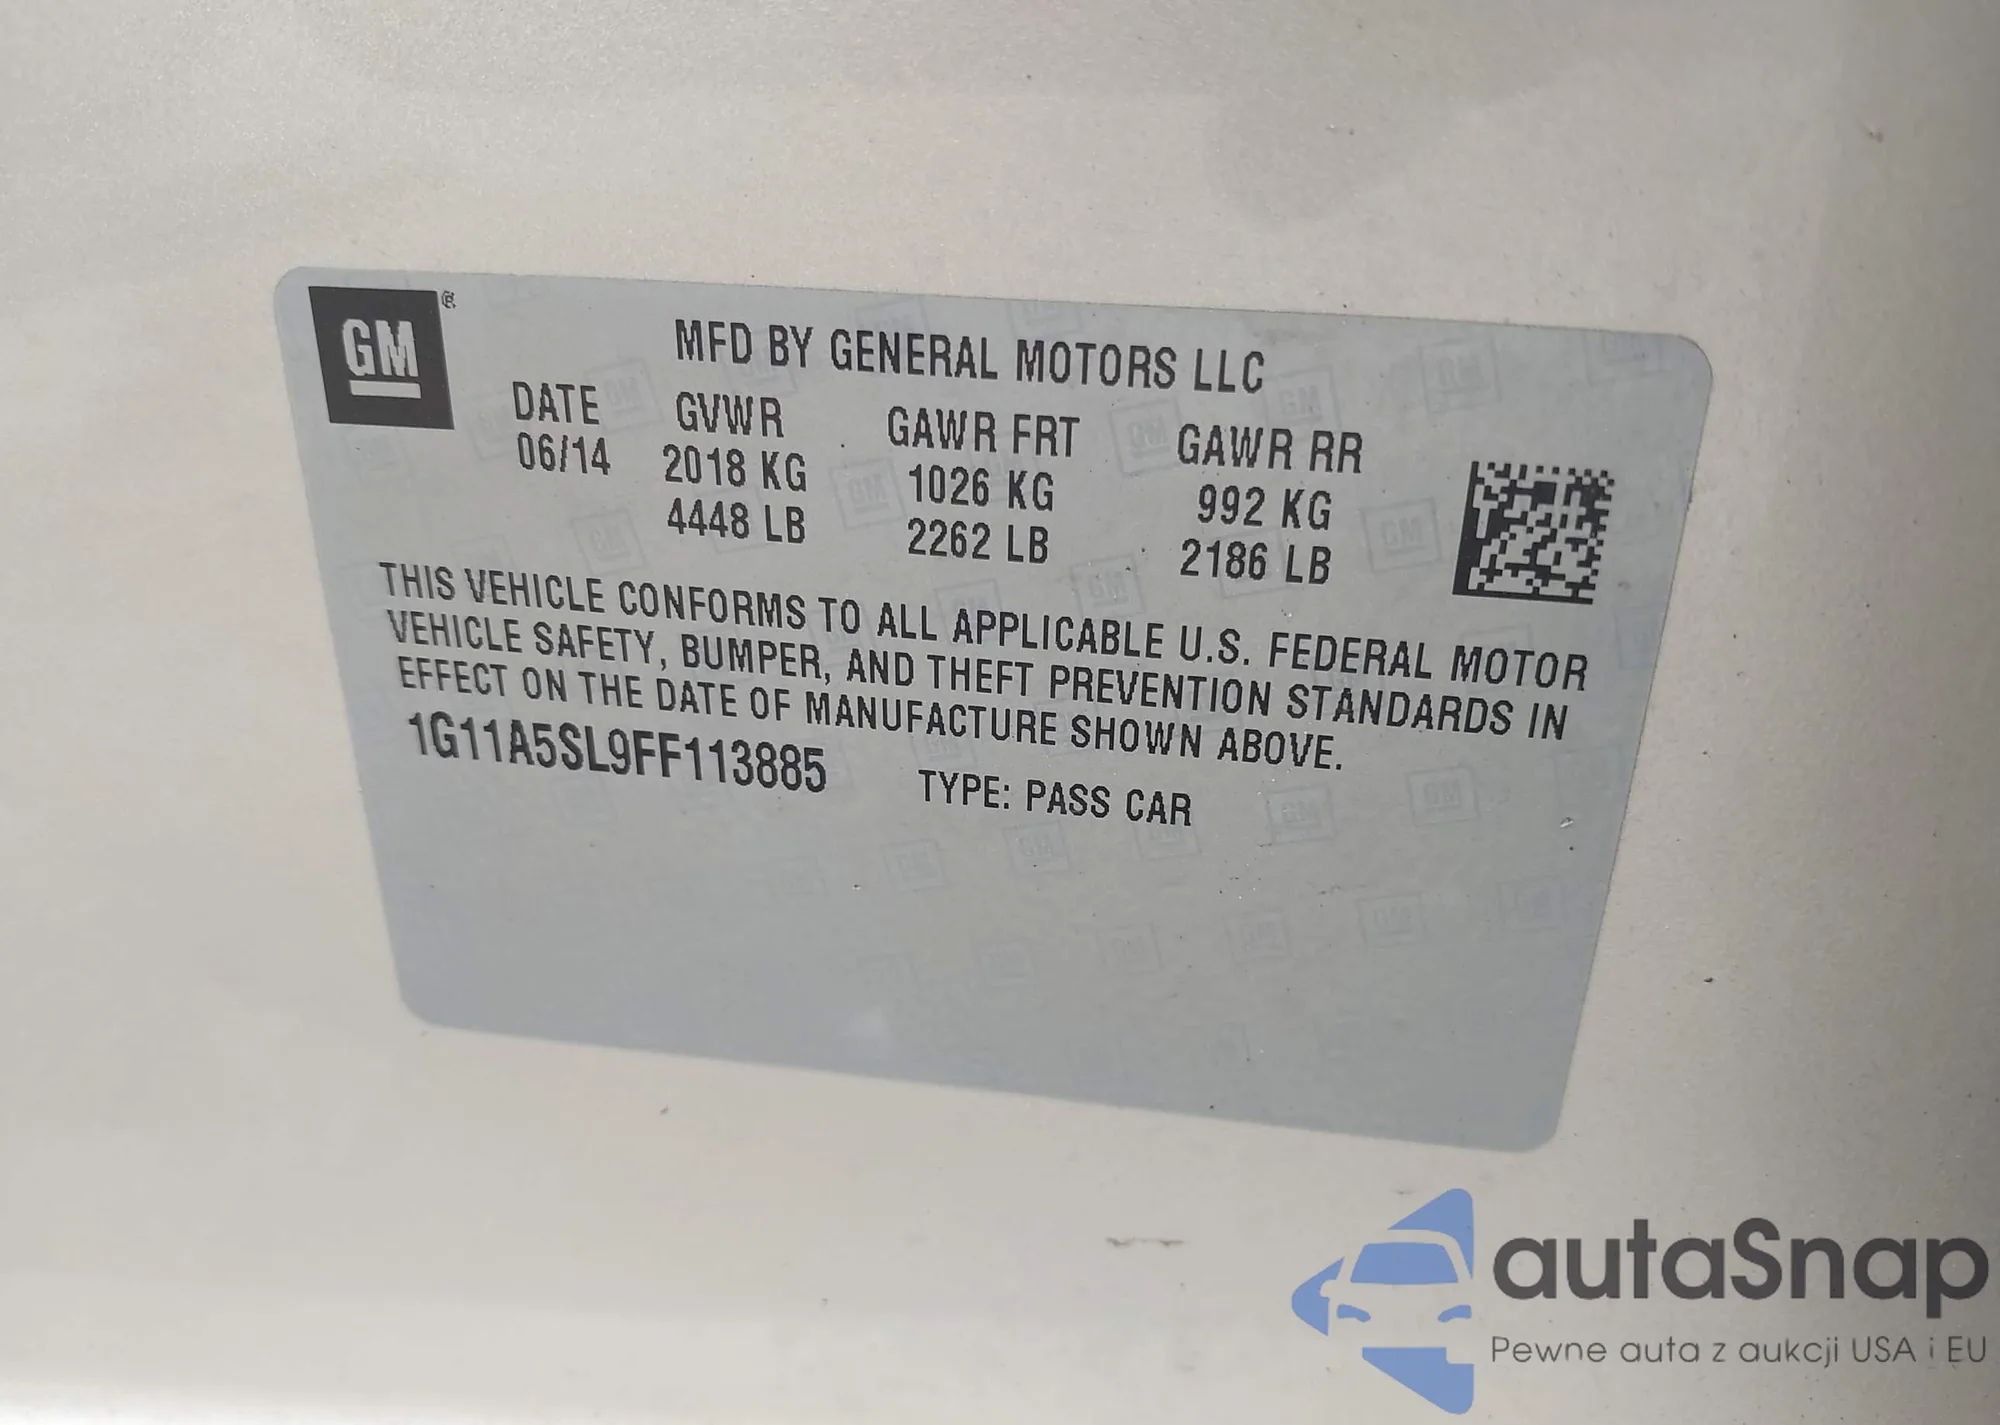 GM ®
MFD BY GENERAL MOTORS LLC
DATE GVWR GAWR FRT GAWR RR
06/14 2018 KG 1026 KG 992 KG
4448 LB 2262 LB 2186 LB
THIS VEHICLE CONFORMS TO ALL APPLICABLE U.S. FEDERAL MOTOR
VEHICLE SAFETY, BUMPER, AND THEFT PREVENTION STANDARDS IN
EFFECT ON THE DATE OF MANUFACTURE SHOWN ABOVE.
1G11A5SL9FF113885 TYPE: PASS CAR
autaSnap
Pewne auta z aukcji USA i EU